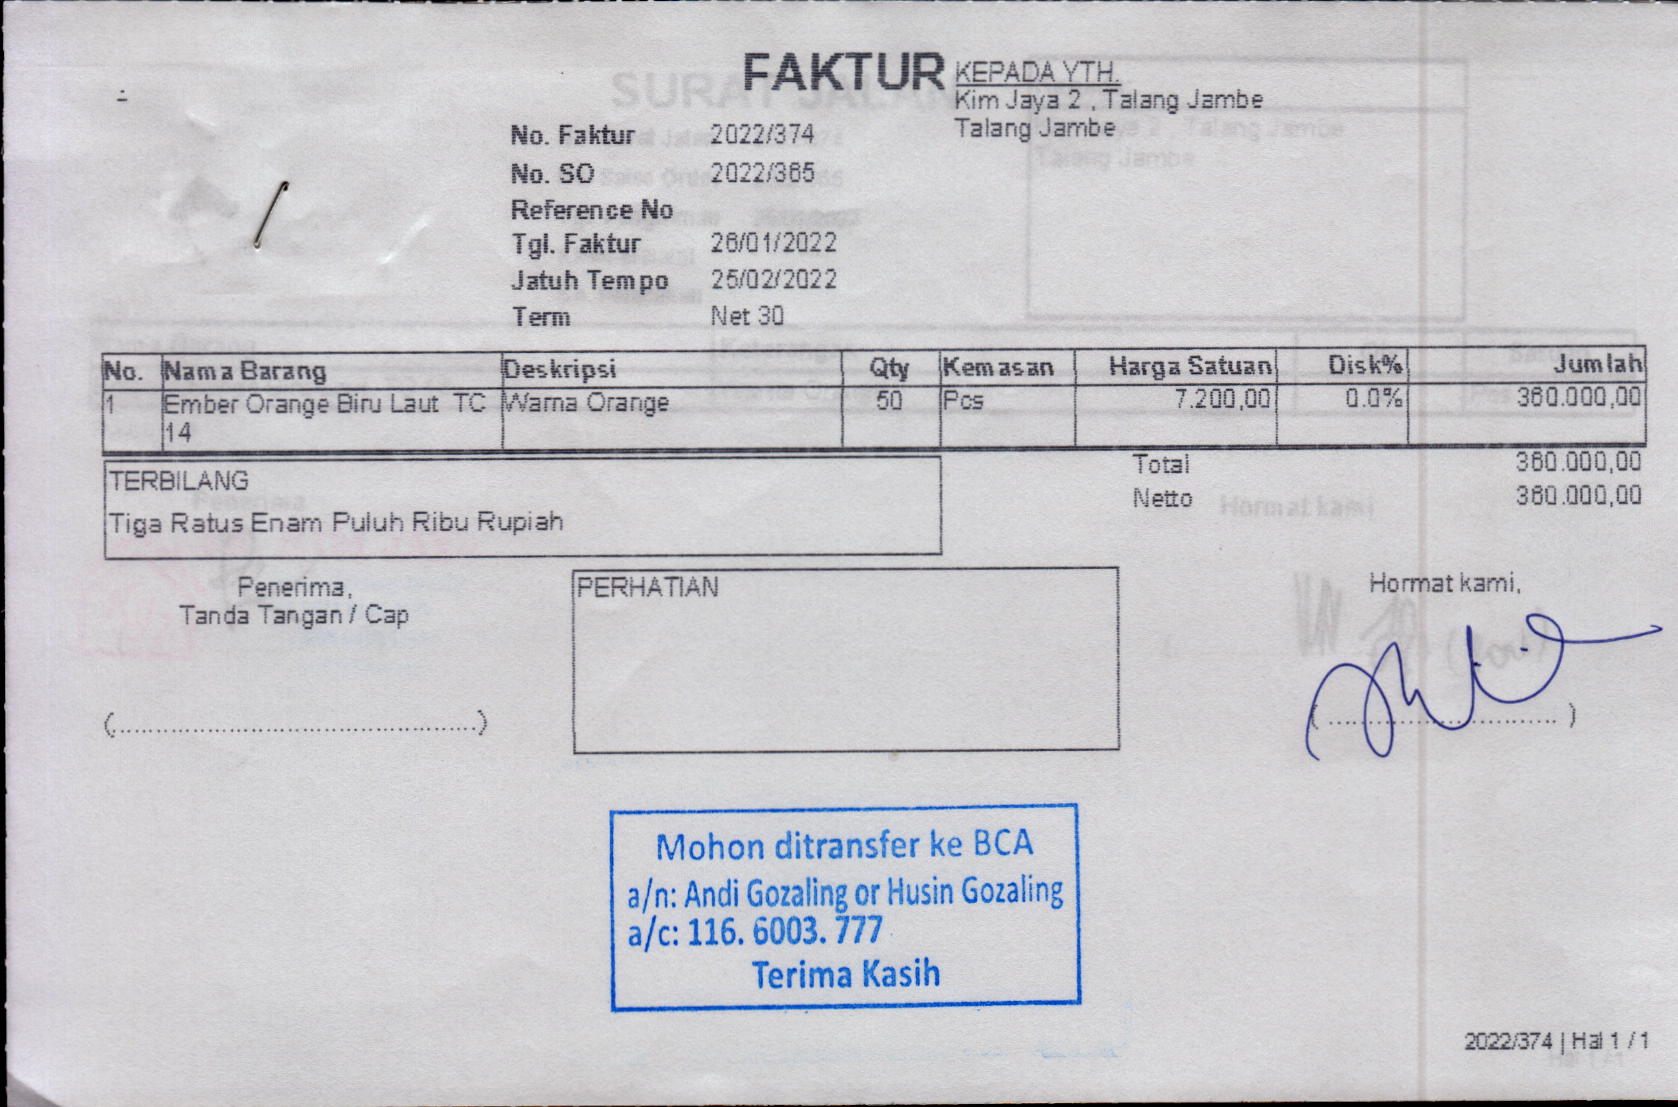 FAKTUR
KEPADA YTH.
Kim Jaya 2 , Talang Jambe
Talang Jambe
No. Faktur 2022/374
No. SO 2022/365
Reference No
Tgl. Faktur 26/01/2022
Jatuh Tempo 25/02/2022
Term Net 30
No. Nama Barang Deskripsi Qty Kemasan Harga Satuan Disk% Jumlah
1 Ember Orange Biru Laut TC Warna Orange 50 Pcs 7.200,00 0.0% 360.000,00
14
Total 360.000,00
Netto 360.000,00
TERBILANG
Tiga Ratus Enam Puluh Ribu Rupiah
Penerima,
Tanda Tangan / Cap
(................................................)
PERHATIAN
Hormat kami,
( .............................. )
Mohon ditransfer ke BCA
a/n: Andi Gozaling or Husin Gozaling
a/c: 116. 6003. 777
Terima Kasih
2022/374 | Hal 1 / 1